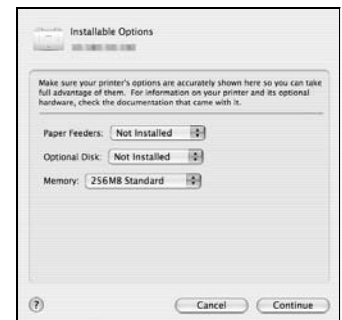 Installable Options
Make sure your printer's options are accurately shown here so you can take
full advantage of them. For information on your printer and its optional
hardware, check the documentation that came with it.
Paper Feeders: Not Installed
Optional Disk: Not Installed
Memory: 256MB Standard
? Cancel Continue